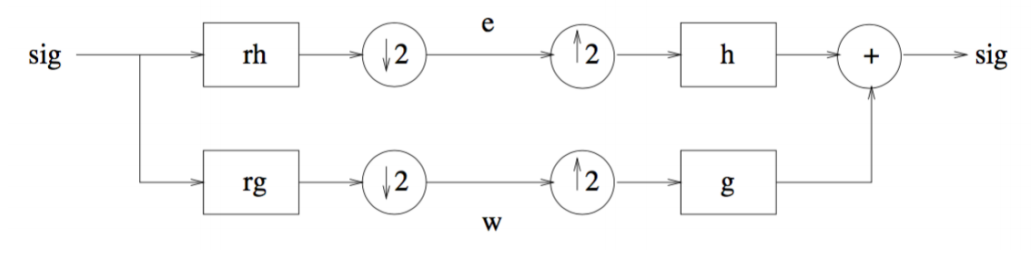 e
sig rh ↓2 ↑2 h + sig
rg ↓2 ↑2 g
w